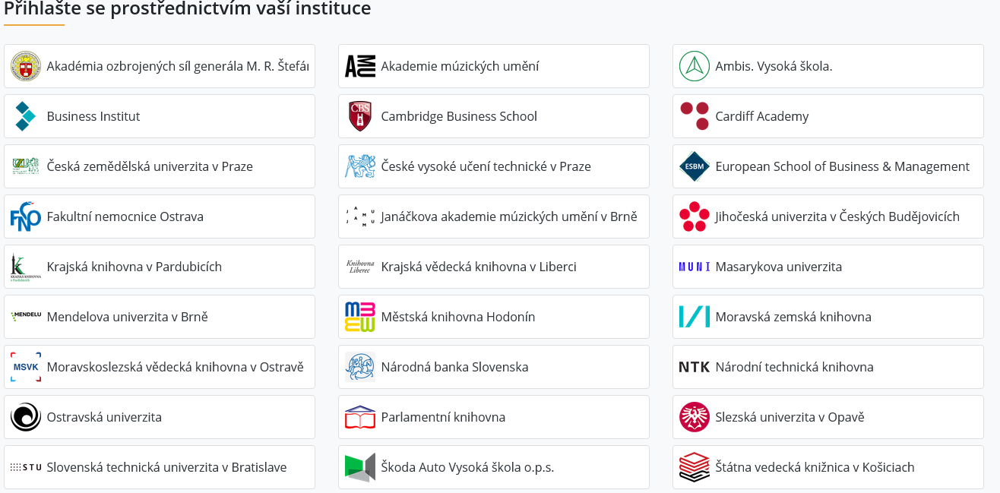 Přihlašte se prostřednictvím vaší instituce
Akadémia ozbrojených síl generála M. R. Štefá
AMU Akademie múzických umění
Ambis. Vysoká škola.
Business Institut
CBS Cambridge Business School
Cardiff Academy
Česká zemědělská univerzita v Praze
České vysoké učení technické v Praze
ESBM European School of Business & Management
FNO Fakultní nemocnice Ostrava
JAMU JAMU Janáčkova akademie múzických umění v Brně
Jihočeská univerzita v Českých Budějovicích
Krajská knihovna v Pardubicích
Knihovna Liberec Krajská vědecká knihovna v Liberci
MUNI Masarykova univerzita
MENDELU Mendelova univerzita v Brně
Městská knihovna Hodonín
Moravská zemská knihovna
MSVK Moravskoslezská vědecká knihovna v Ostravě
Národná banka Slovenska
NTK Národní technická knihovna
Ostravská univerzita
Parlamentní knihovna
Slezská univerzita v Opavě
STU Slovenská technická univerzita v Bratislave
Škoda Auto Vysoká škola o.p.s.
Štátna vedecká knižnica v Košiciach